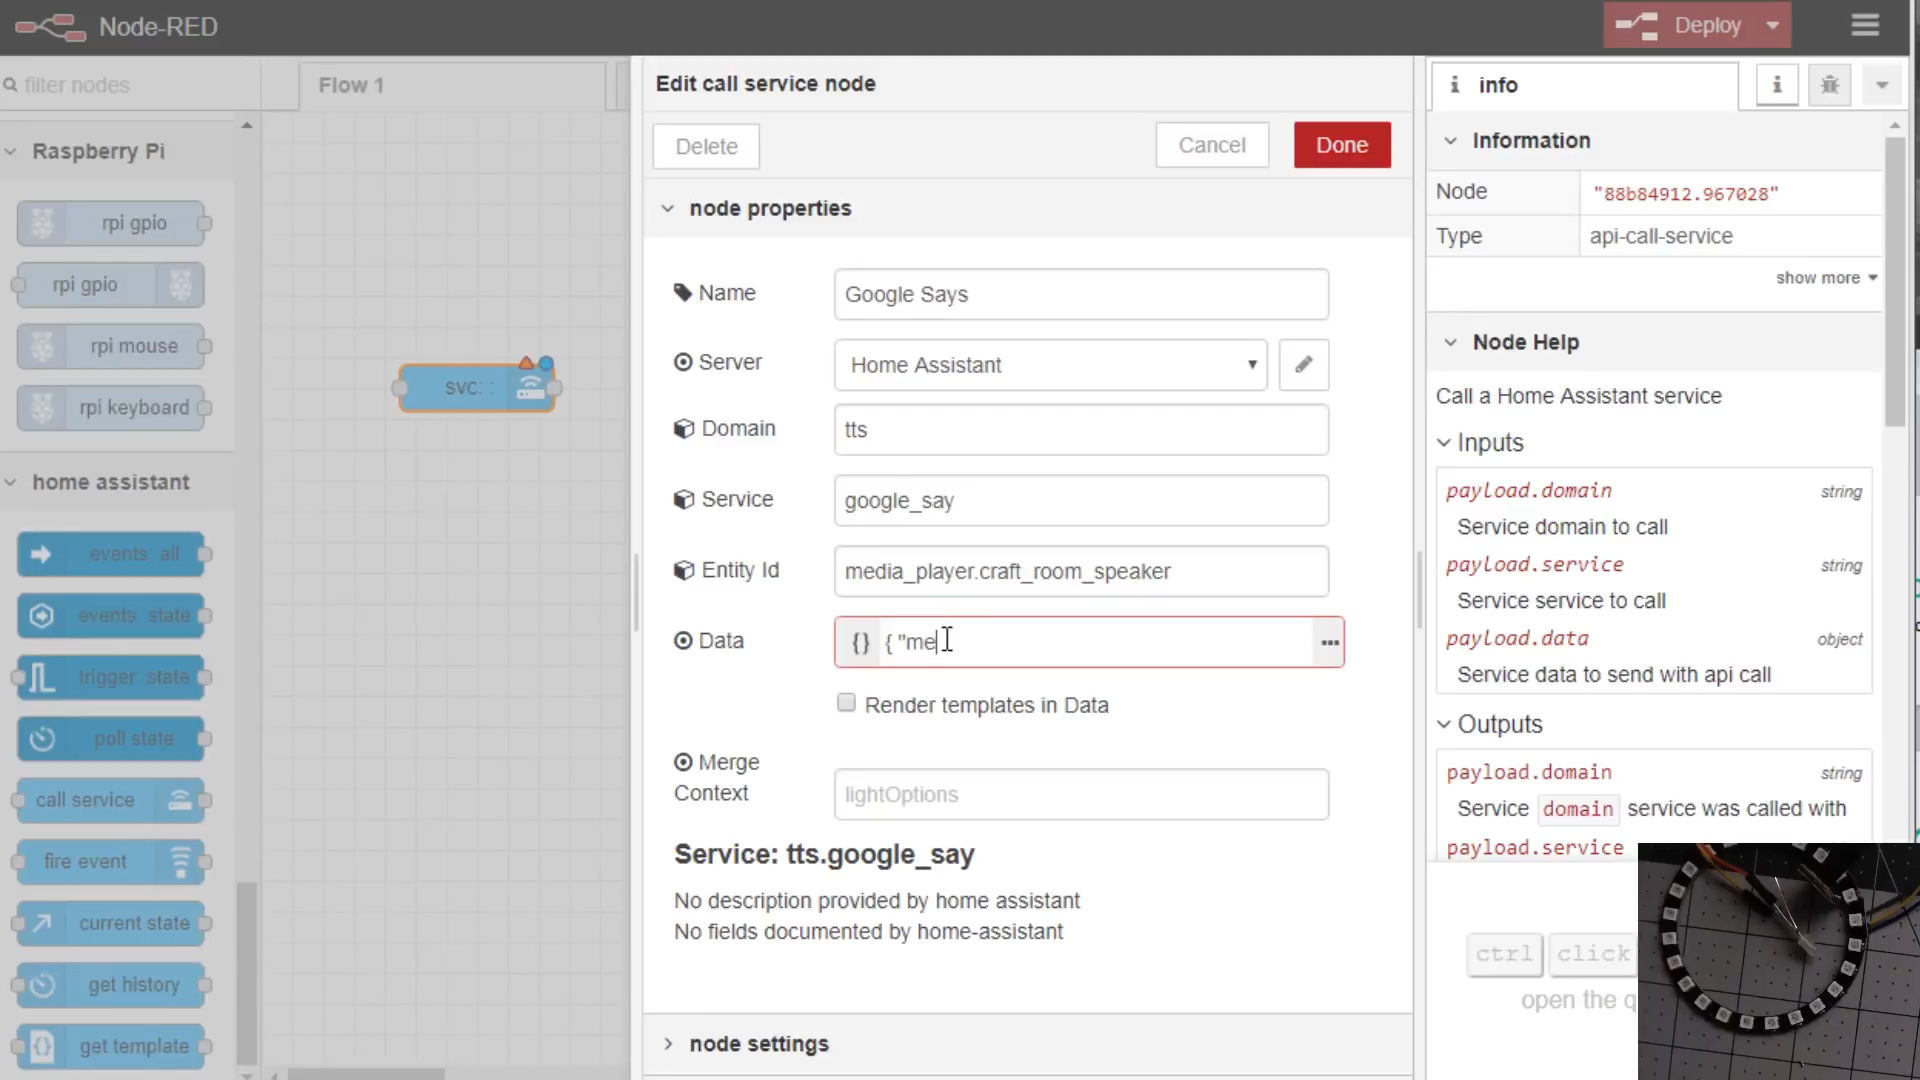 Node-RED
Deploy
filter nodes
Flow 1
Raspberry Pi
rpi gpio
rpi gpio
rpi mouse
rpi keyboard
home assistant
events: all
events: state
trigger: state
poll state
call service
fire event
current state
get history
get template
svc: :
Edit call service node
Delete
Cancel
Done
node properties
Name
Google Says
Server
Home Assistant
Domain
tts
Service
google_say
Entity Id
media_player.craft_room_speaker
Data
{} { "me
Render templates in Data
Merge
Context
lightOptions
Service: tts.google_say
No description provided by home assistant
No fields documented by home-assistant
node settings
i info
i
Information
Node
"88b84912.967028"
Type
api-call-service
show more
Node Help
Call a Home Assistant service
Inputs
payload.domain string
Service domain to call
payload.service string
Service service to call
payload.data object
Service data to send with api call
Outputs
payload.domain string
Service domain service was called with
payload.service
ctrl click
open the q